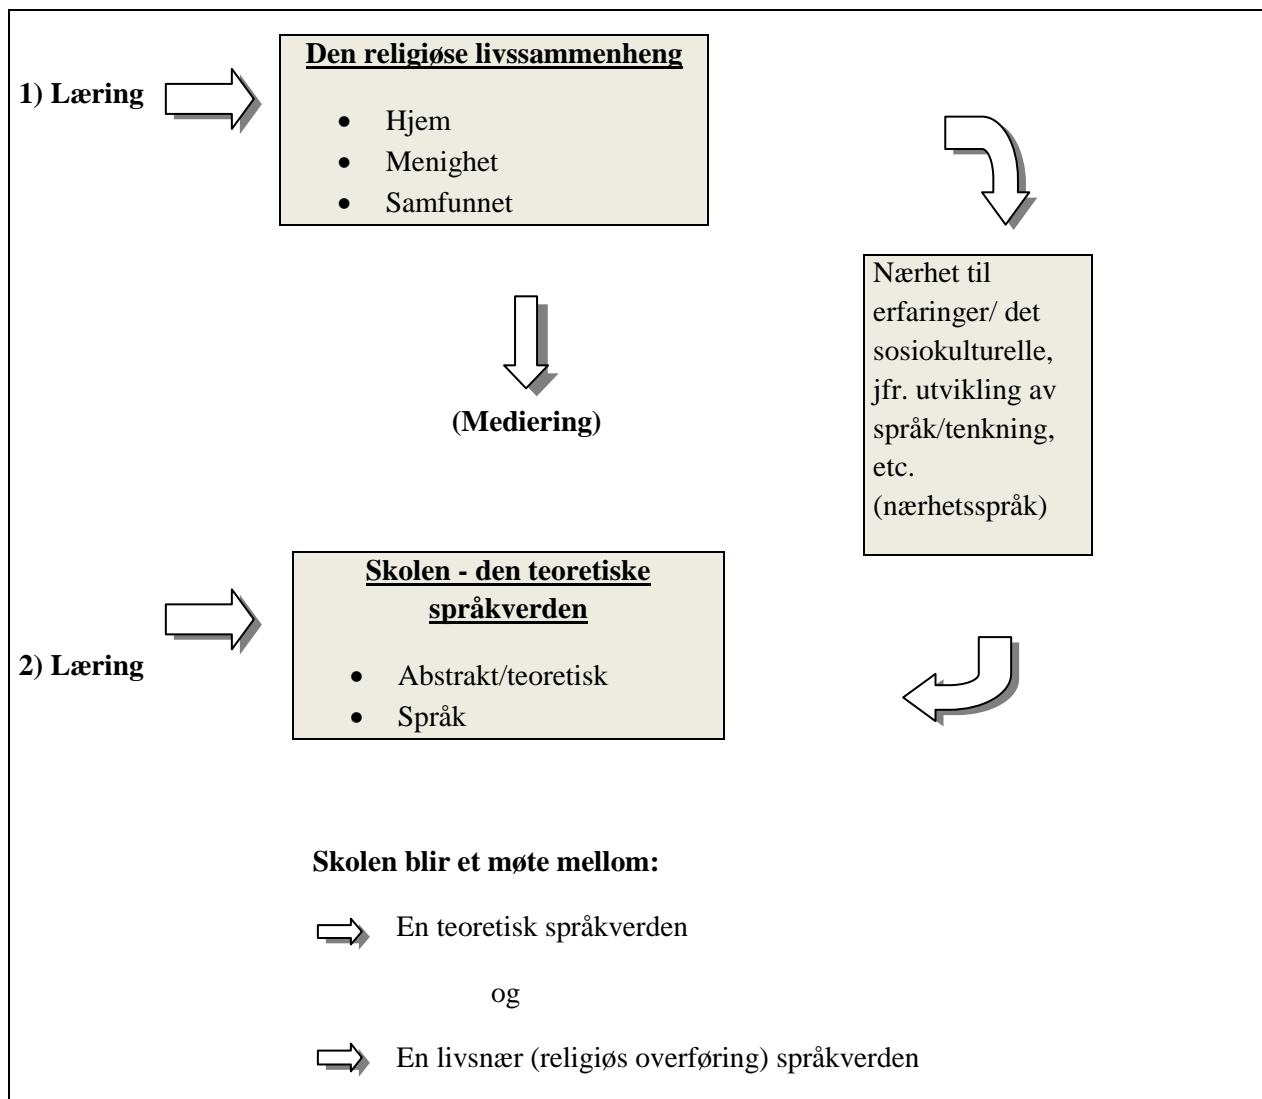 Den religiøse livssammenheng
1) Læring
• Hjem
• Menighet
• Samfunnet
Nærhet til
erfaringer/ det
sosiokulturelle,
jfr. utvikling av
språk/tenkning,
etc.
(nærhetsspråk)
(Mediering)
Skolen - den teoretiske
språkverden
2) Læring
• Abstrakt/teoretisk
• Språk
Skolen blir et møte mellom:
En teoretisk språkverden
og
En livsnær (religiøs overføring) språkverden